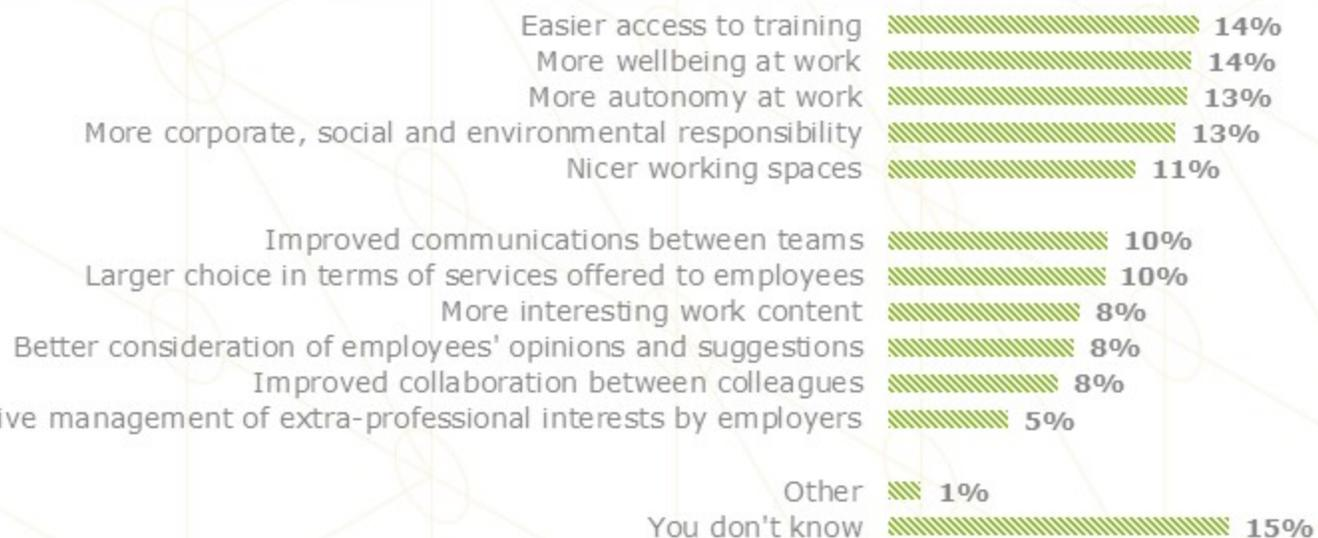 Easier access to training 14%
More wellbeing at work 14%
More autonomy at work 13%
More corporate, social and environmental responsibility 13%
Nicer working spaces 11%
Improved communications between teams 10%
Larger choice in terms of services offered to employees 10%
More interesting work content 8%
Better consideration of employees' opinions and suggestions 8%
Improved collaboration between colleagues 8%
management of extra-professional interests by employers 5%
Other 1%
You don't know 15%